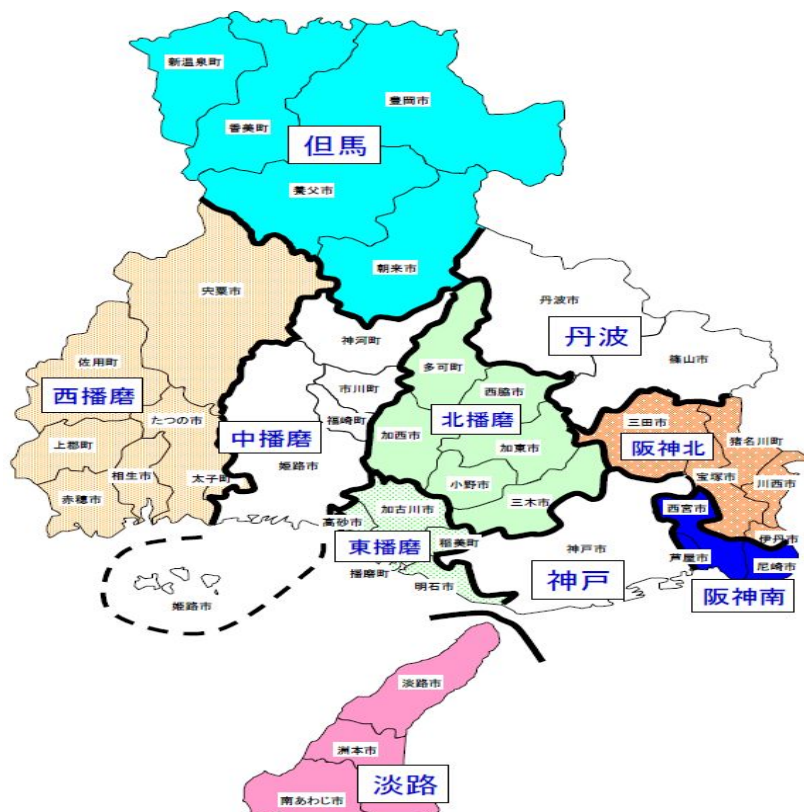 新温泉町
豊岡市
香美町
但馬
養父市
朝来市
宍粟市
丹波市
丹波
篠山市
神河町
佐用町
多可町
西播磨
市川町
西脇市
たつの市
福崎町
北播磨
三田市
猪名川町
中播磨
加西市
加東市
阪神北
上郡町
姫路市
相生市
太子町
小野市
宝塚市
川西市
赤穂市
三木市
西宮市
加古川市
高砂市
伊丹市
東播磨
稲美町
神戸市
芦屋市
尼崎市
播磨町
神戸
明石市
阪神南
姫路市
淡路市
洲本市
淡路
南あわじ市